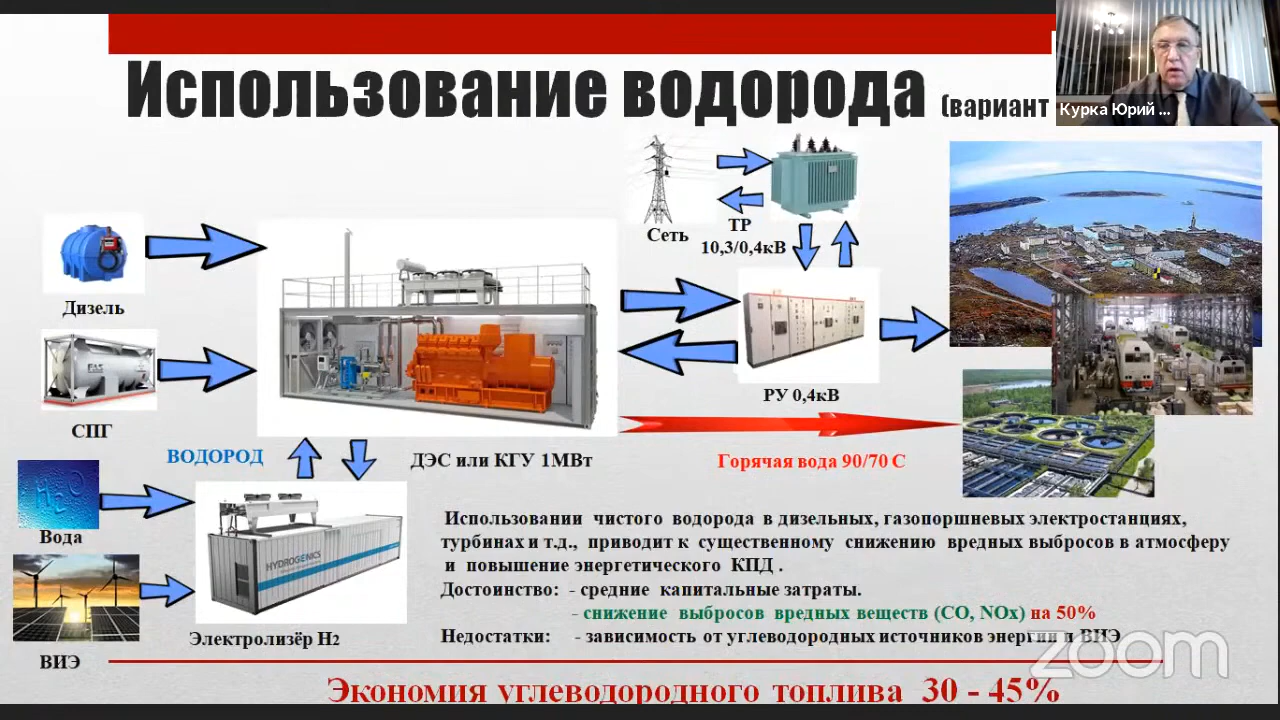 Использование водорода (вариант
Курка Юрий ...
Сеть
ТР
10,3/0,4кВ
Дизель
РУ 0,4кВ
СПГ
ВОДОРОД
ДЭС или КГУ 1МВт
Горячая вода 90/70 С
H2O
Вода
HYDROGENICS
Электролизёр H2
ВИЭ
Использовании чистого водорода в дизельных, газопоршневых электростанциях,
турбинах и т.д., приводит к существенному снижению вредных выбросов в атмосферу
и повышение энергетического КПД .
Достоинство: - средние капитальные затраты.
- снижение выбросов вредных веществ (CO, NOx) на 50%
Недостатки: - зависимость от углеводородных источников энергии и ВИЭ
zoom
Экономия углеводородного топлива 30 - 45%